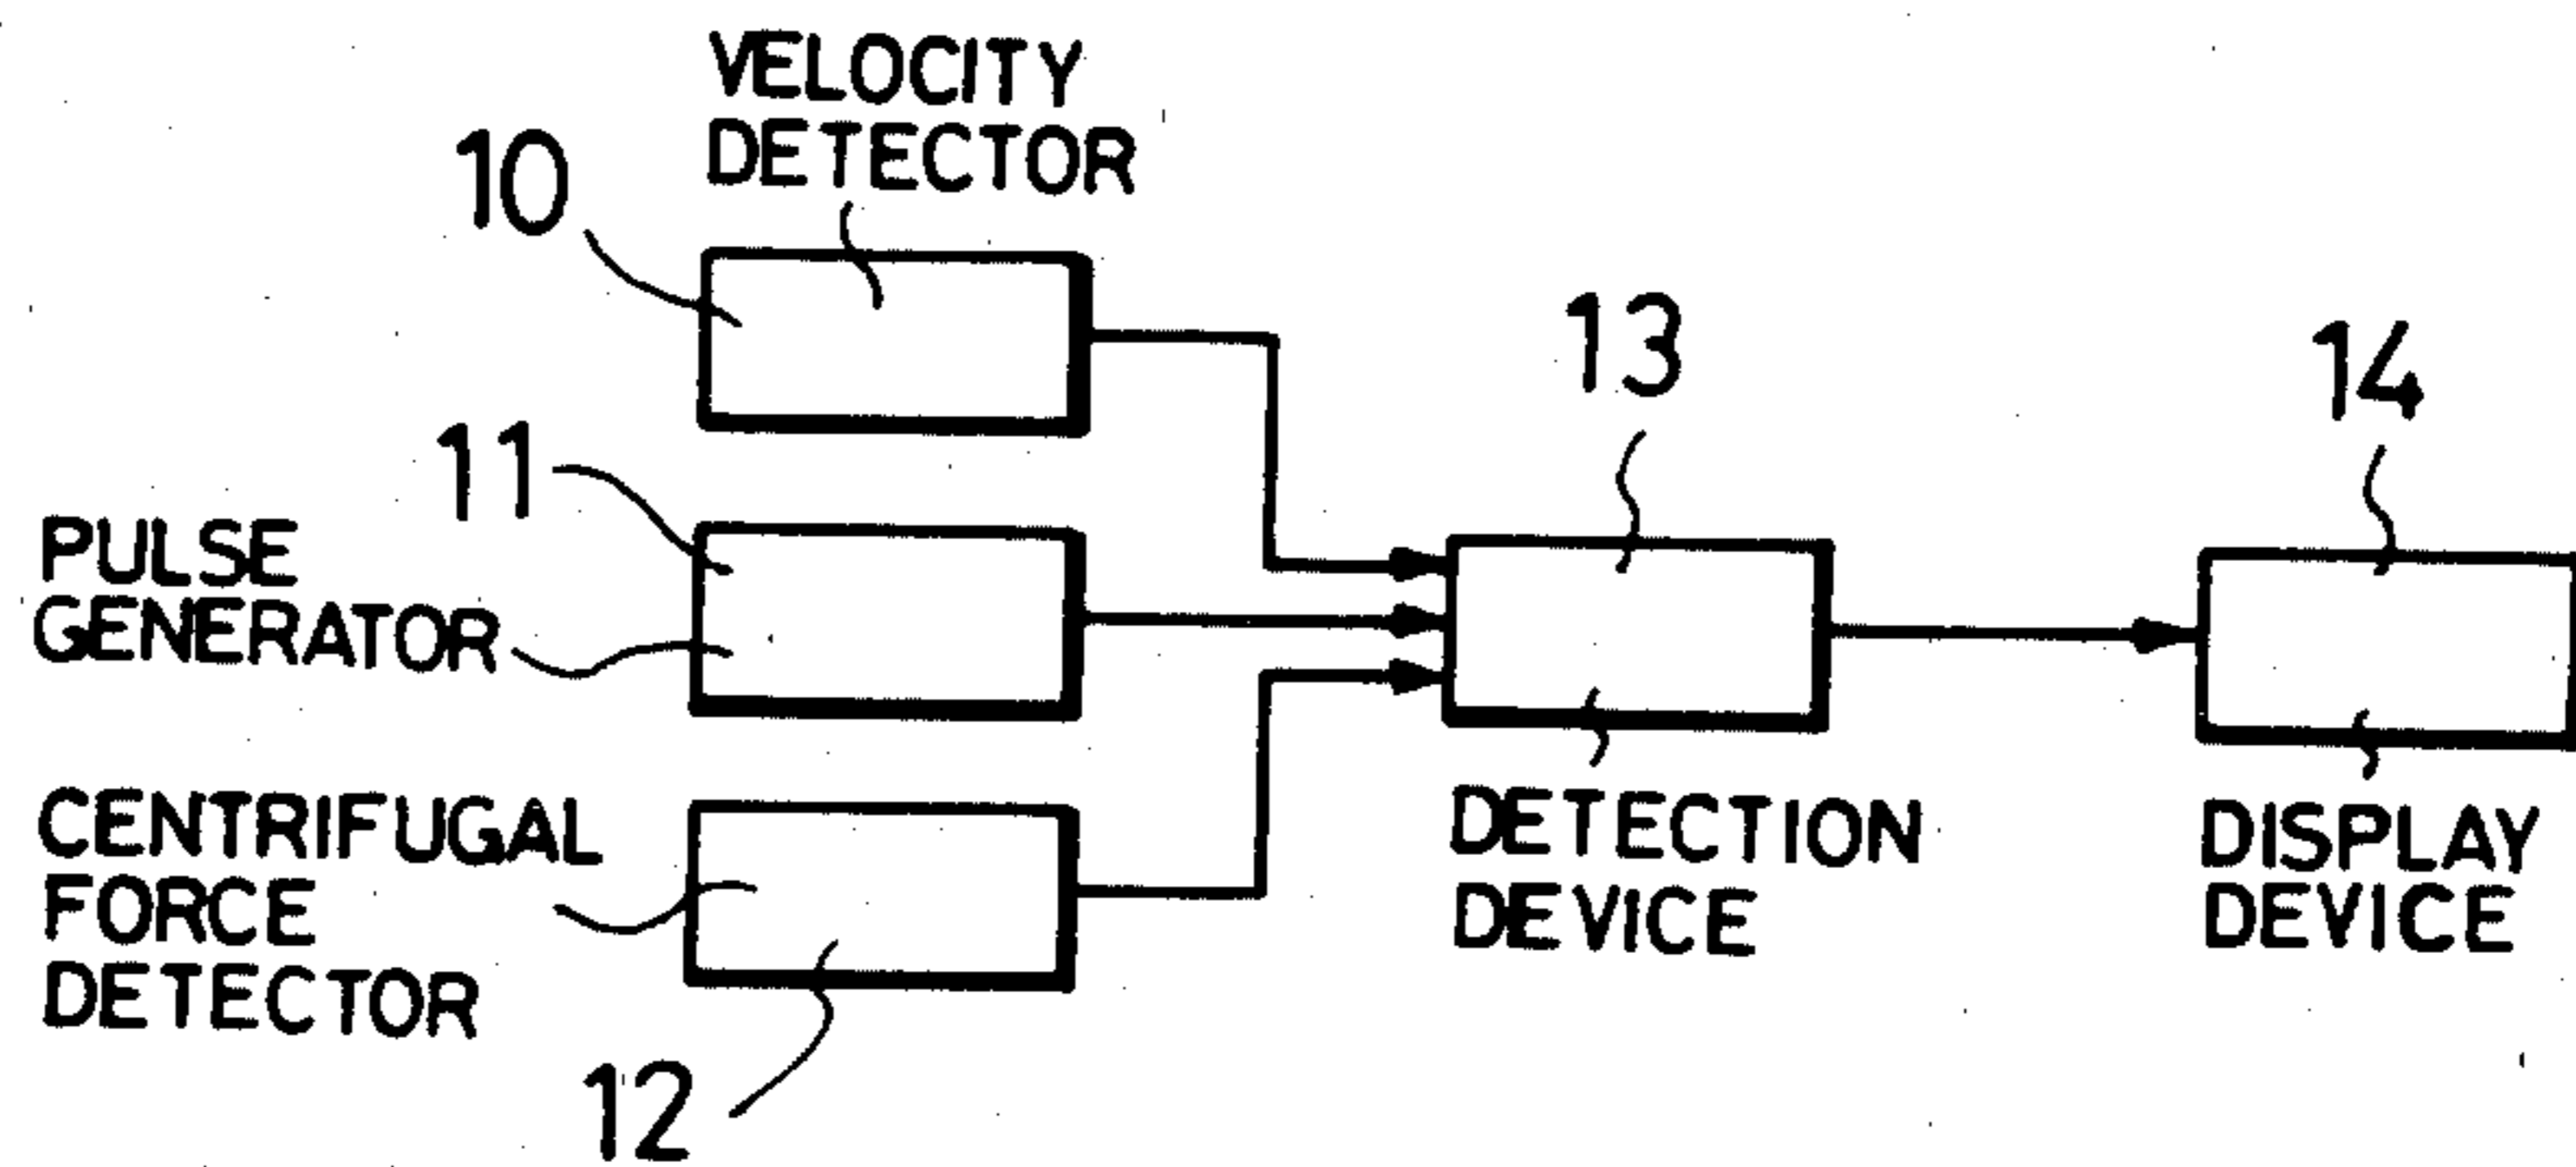 VELOCITY
DETECTOR
10
11
PULSE
GENERATOR
CENTRIFUGAL
FORCE
DETECTOR
12
13
DETECTION
DEVICE
14
DISPLAY
DEVICE